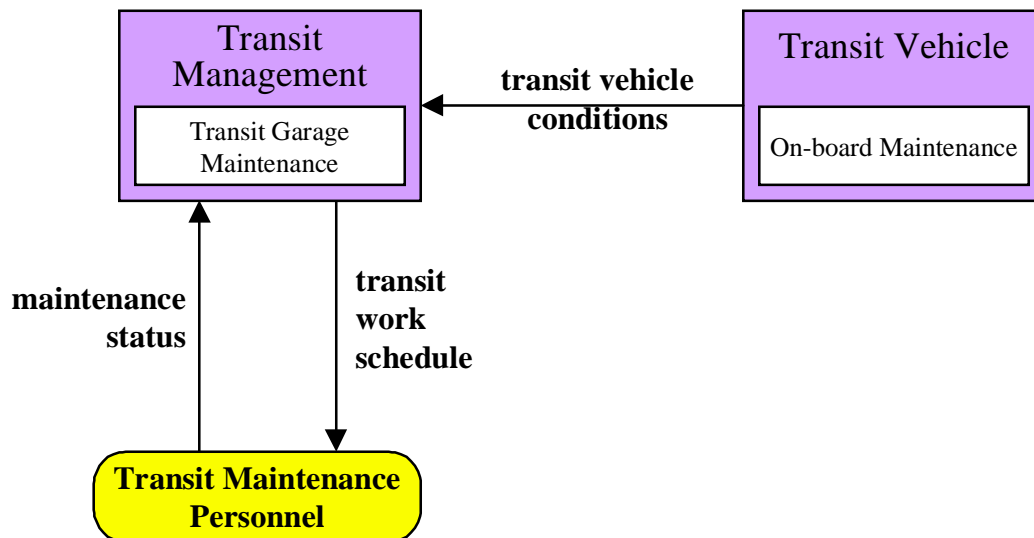 Transit
Management
Transit Garage
Maintenance
transit vehicle
conditions
Transit Vehicle
On-board Maintenance
maintenance
status
transit
work
schedule
Transit Maintenance
Personnel